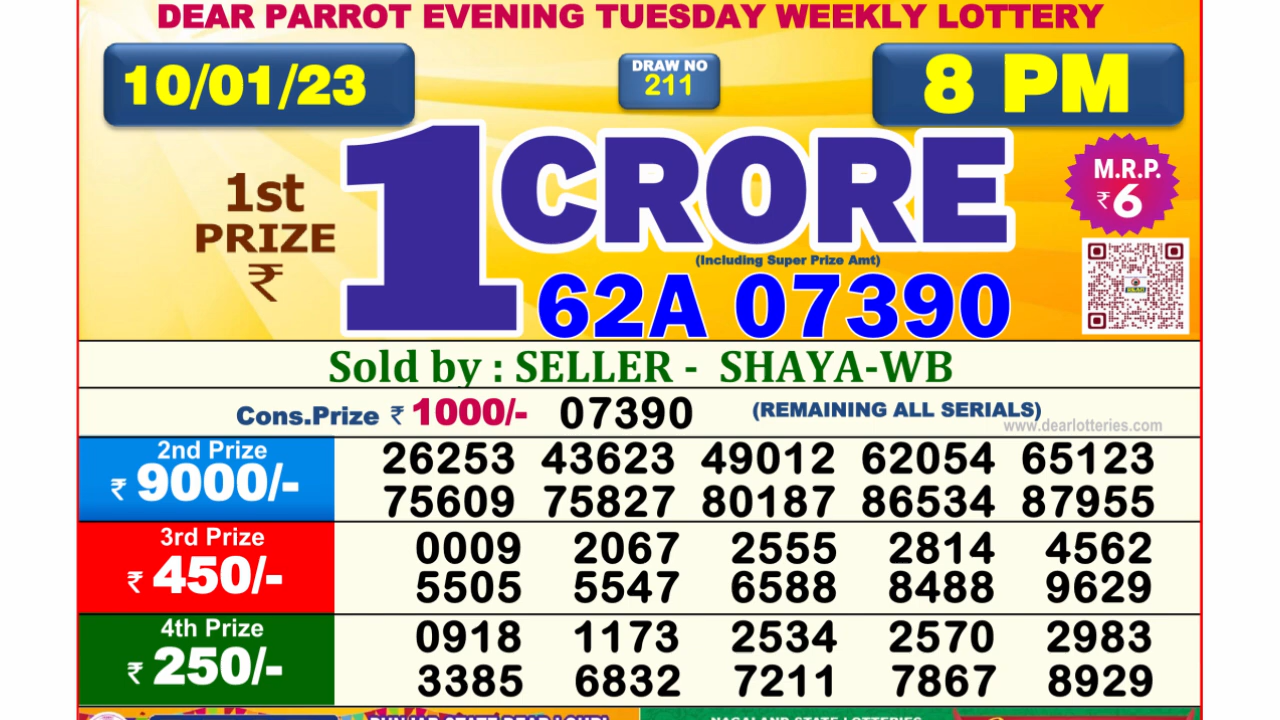 DEAR PARROT EVENING TUESDAY WEEKLY LOTTERY
10/01/23
DRAW NO
211
8 PM
1st
PRIZE
₹
1 CRORE
(Including Super Prize Amt)
62A 07390
M.R.P.
₹ 6
Sold by : SELLER - SHAYA-WB
Cons.Prize ₹ 1000/- 07390 (REMAINING ALL SERIALS)
www.dearlotteries.com
2nd Prize
₹ 9000/-
26253 43623 49012 62054 65123
75609 75827 80187 86534 87955
3rd Prize
₹ 450/-
0009 2067 2555 2814 4562
5505 5547 6588 8488 9629
4th Prize
₹ 250/-
0918 1173 2534 2570 2983
3385 6832 7211 7867 8929
NAGALAND STATE LOTTERIES